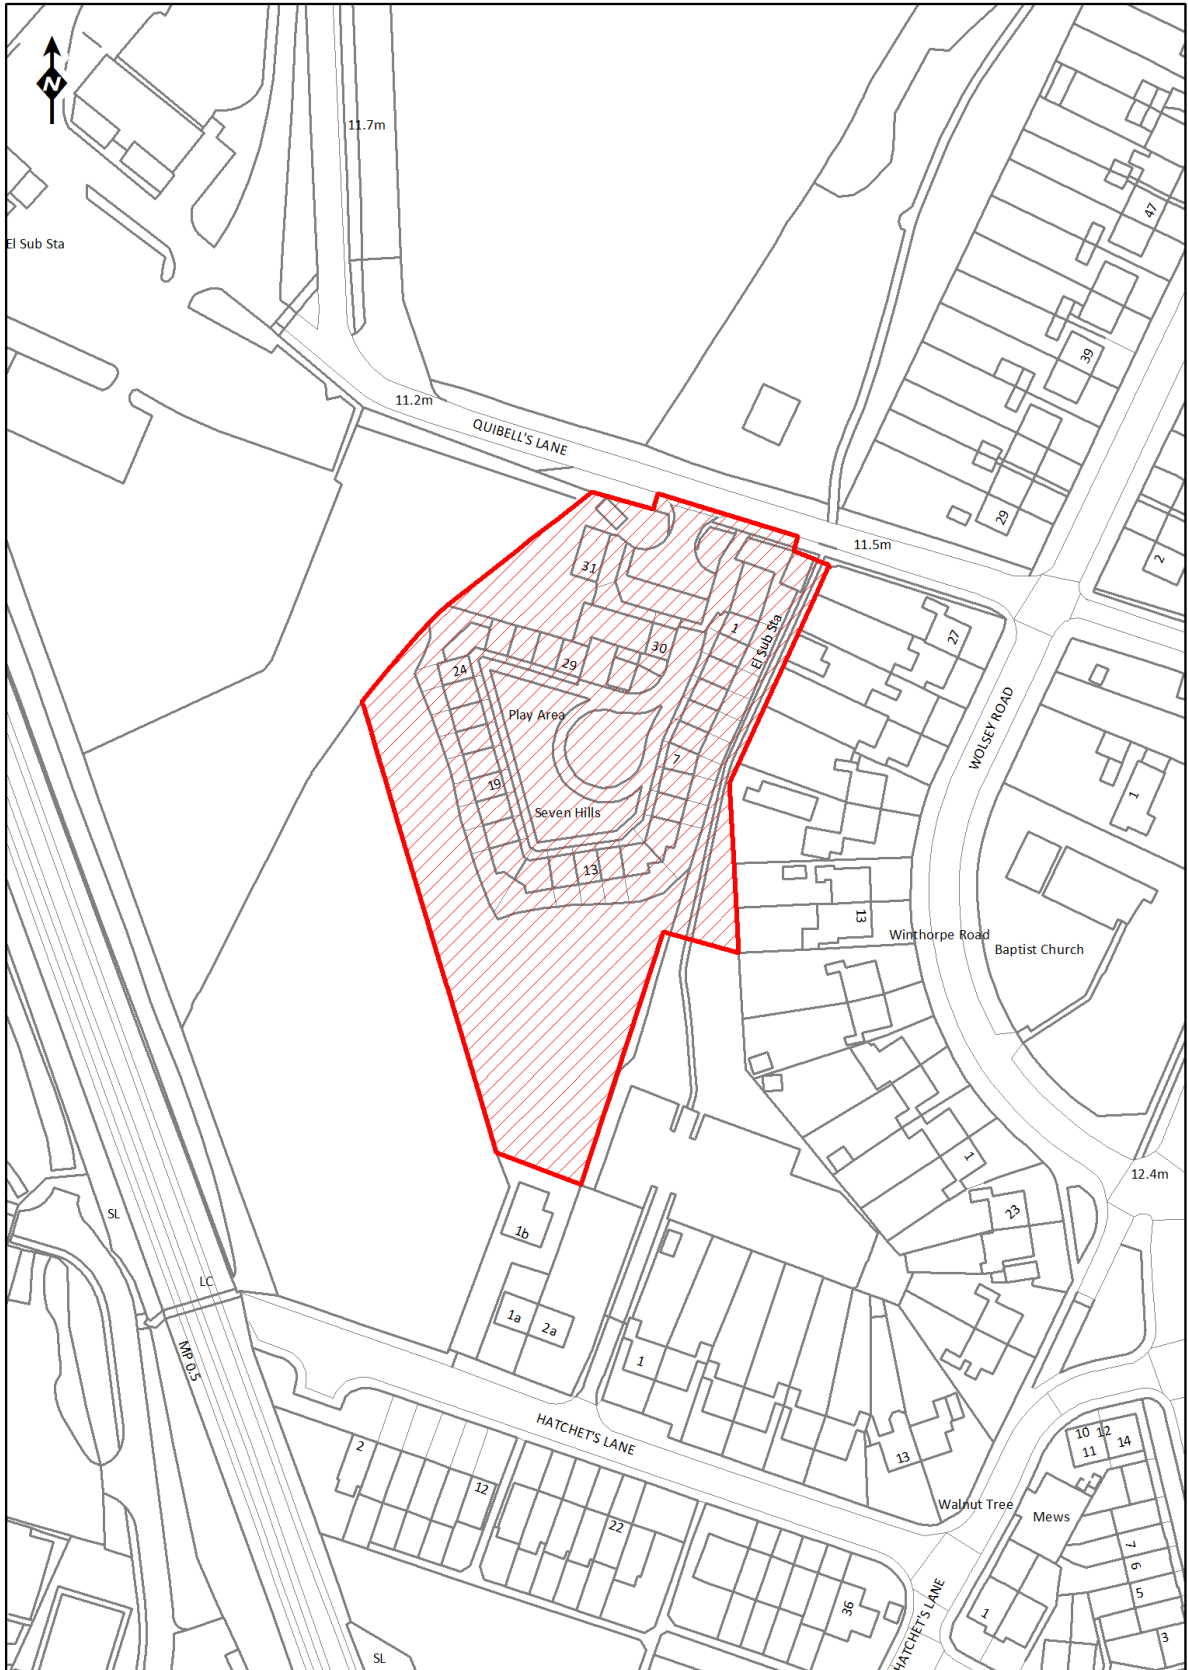 N
11.7m
El Sub Sta
47
39
11.2m
QUIBELL'S LANE
29
11.5m
2
31
1
El Sub Sta
27
30
29
24
Play Area
WOLSEY ROAD
7
19
1
Seven Hills
13
13
Winthorpe Road
Baptist Church
1
12.4m
23
SL
1b
LC
1a
2a
MP 0.5
1
HATCHET'S LANE
2
10 12
11 14
13
12
Walnut Tree
Mews
22
7
6
5
36
HATCHET'S LANE
1
3
SL